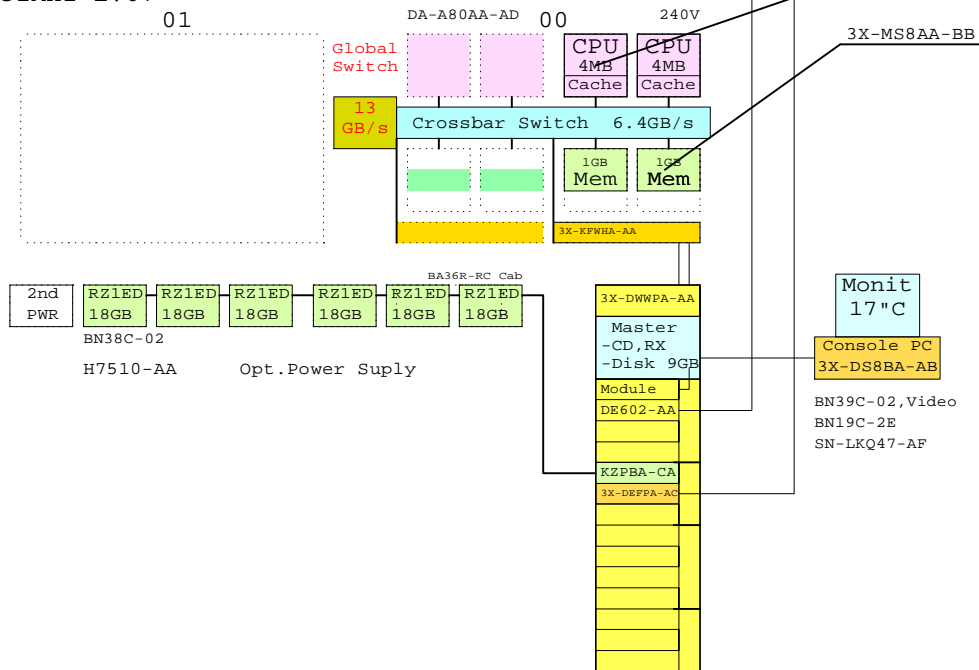 01
DA-A80AA-AD
00
240V
3X-MS8AA-BB
Global
Switch
CPU
4MB
Cache
CPU
4MB
Cache
13
GB/s
Crossbar Switch 6.4GB/s
1GB
Mem
1GB
Mem
3X-KFWHA-AA
BA36R-RC Cab
2nd
PWR
RZ1ED
18GB
RZ1ED
18GB
RZ1ED
18GB
RZ1ED
18GB
RZ1ED
18GB
RZ1ED
18GB
BN38C-02
H7510-AA Opt.Power Suply
3X-DWWPA-AA
Master
-CD,RX
-Disk 9GB
Module
DE602-AA
KZPBA-CA
3X-DEFPA-AC
Monit
17"C
Console PC
3X-DS8BA-AB
BN39C-02,Video
BN19C-2E
SN-LKQ47-AF